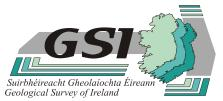 GSI
Suirbhéireacht Gheolaíochta Éireann
Geological Survey of Ireland